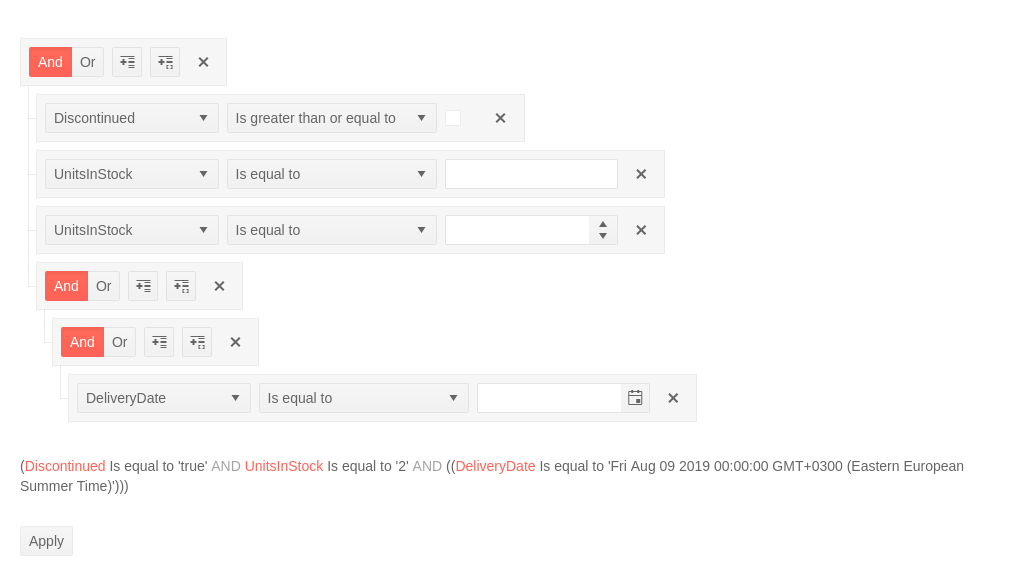 And Or
Discontinued Is greater than or equal to
UnitsInStock Is equal to
UnitsInStock Is equal to
And Or
And Or
DeliveryDate Is equal to
(Discontinued Is equal to 'true' AND UnitsInStock Is equal to '2' AND ((DeliveryDate Is equal to 'Fri Aug 09 2019 00:00:00 GMT+0300 (Eastern European
Summer Time)')))
Apply